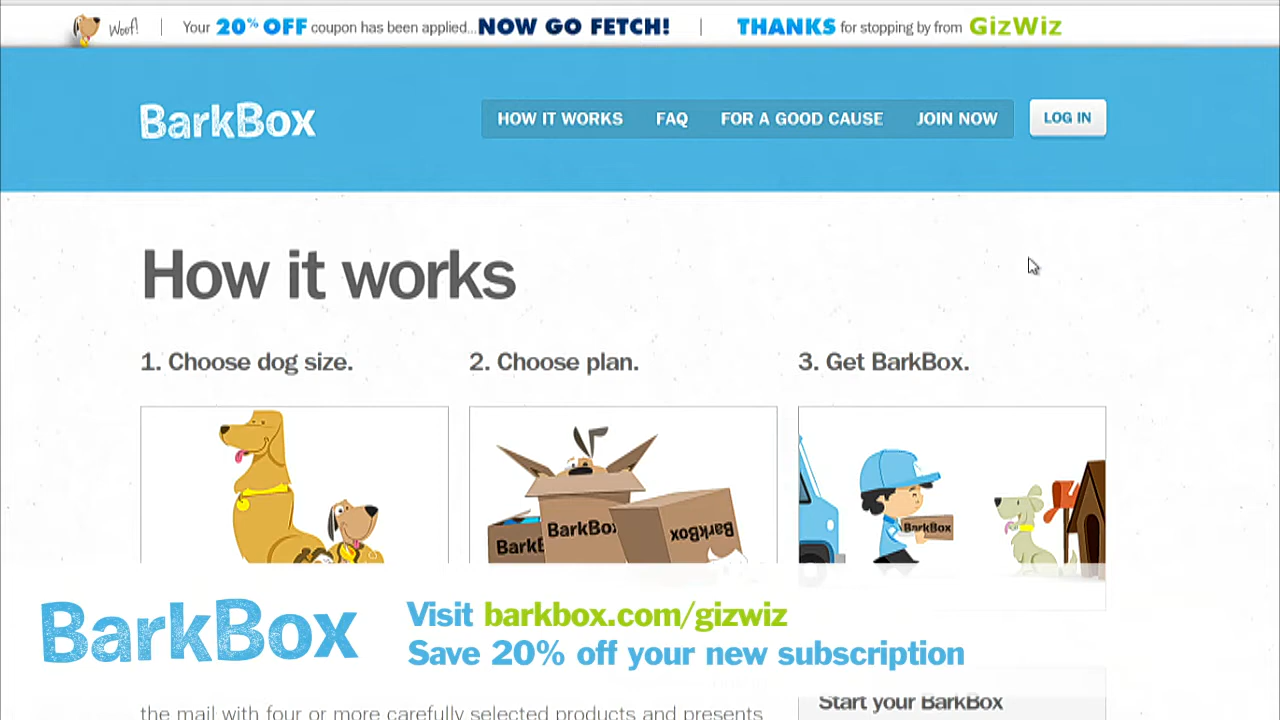 Woof! | Your 20% OFF coupon has been applied...NOW GO FETCH! | THANKS for stopping by from GizWiz
BarkBox
HOW IT WORKS FAQ FOR A GOOD CAUSE JOIN NOW LOG IN
How it works
1. Choose dog size. 2. Choose plan. 3. Get BarkBox.
BarkBox
BarkBox
BarkBox
BarkBox
BarkBox
Visit barkbox.com/gizwiz
Save 20% off your new subscription
Start your BarkBox
the mail with four or more carefully selected products and presents